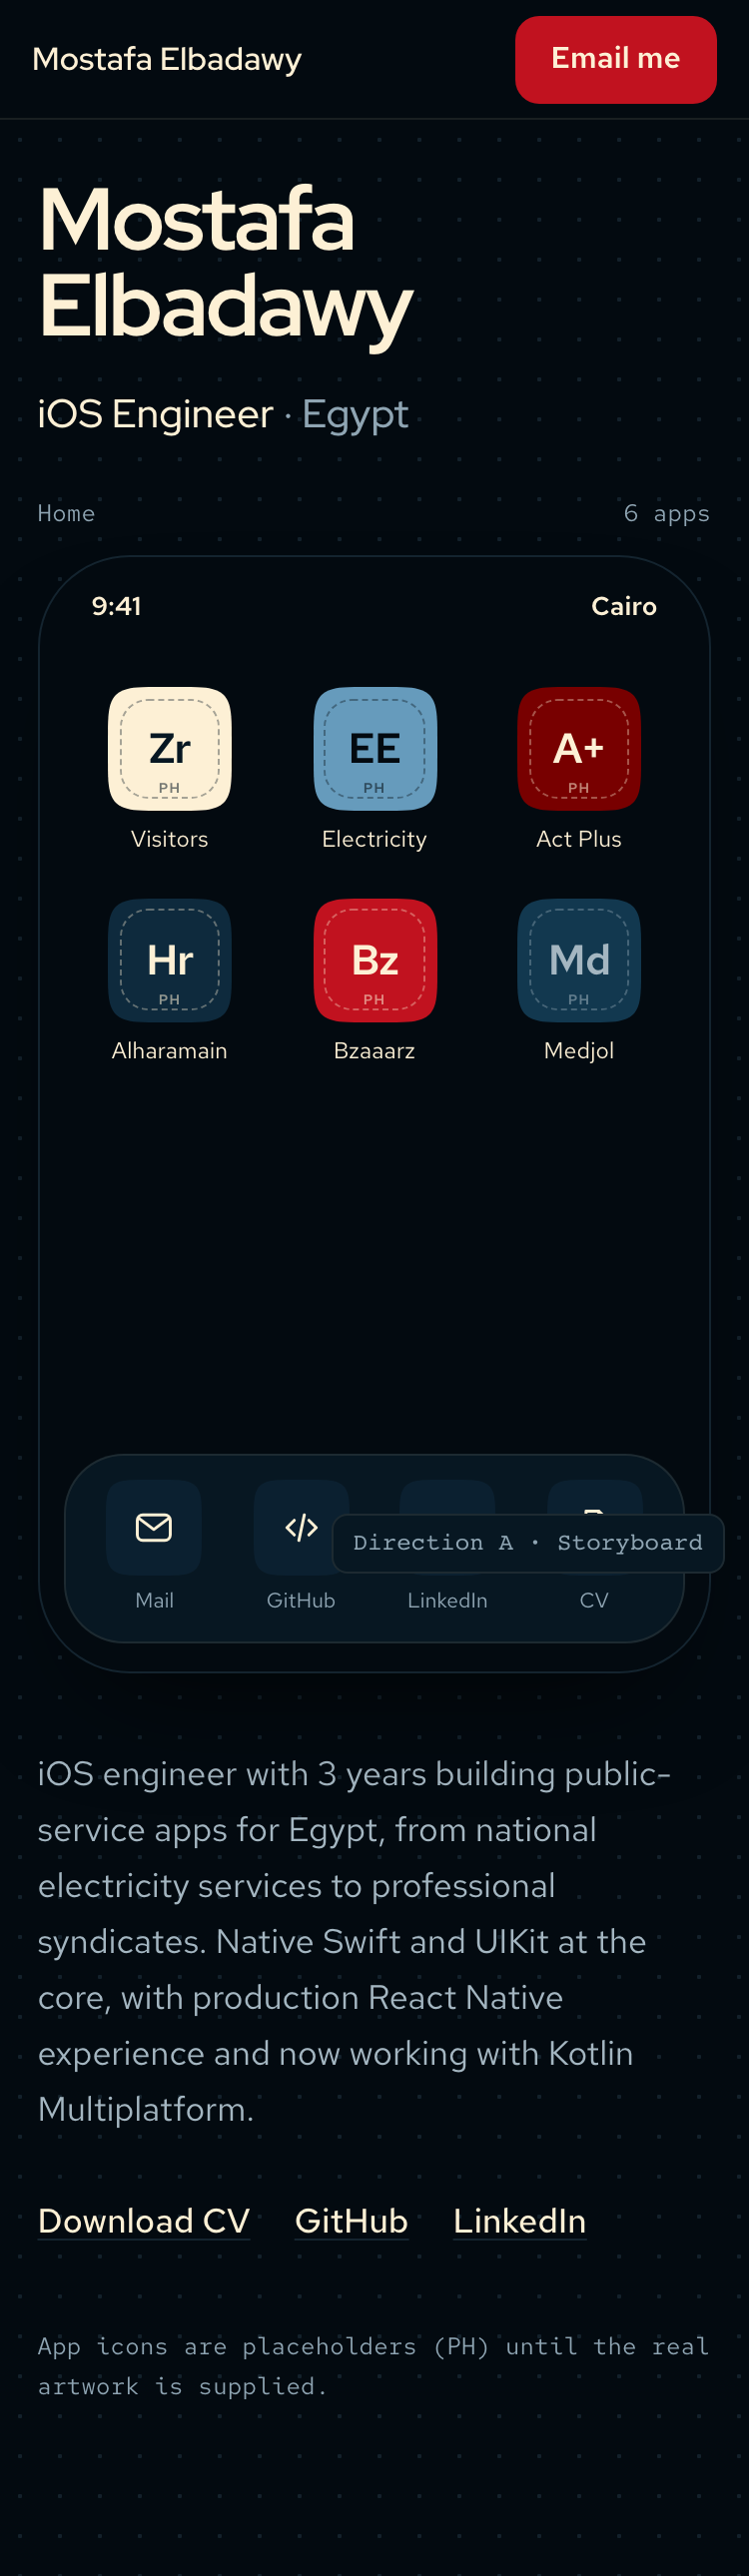 Mostafa Elbadawy
Email me
Mostafa
Elbadawy
iOS Engineer · Egypt
Home
6 apps
9:41
Cairo
Zr
PH
EE
PH
A+
PH
Visitors
Electricity
Act Plus
Hr
PH
Bz
PH
Md
PH
Alharamain
Bzaaarz
Medjol
Direction A · Storyboard
Mail
GitHub
LinkedIn
CV
iOS engineer with 3 years building public-
service apps for Egypt, from national
electricity services to professional
syndicates. Native Swift and UIKit at the
core, with production React Native
experience and now working with Kotlin
Multiplatform.
Download CV
GitHub
LinkedIn
App icons are placeholders (PH) until the real
artwork is supplied.